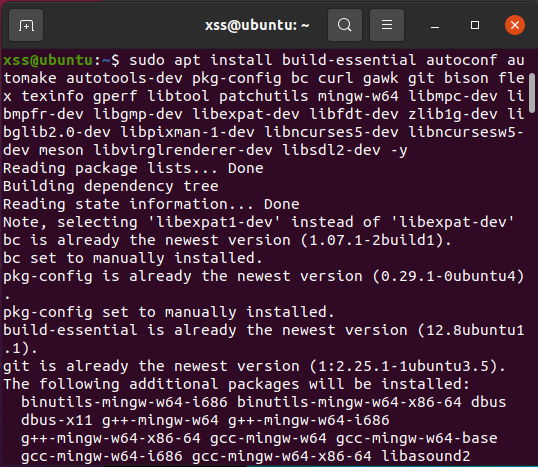 xss@ubuntu: ~
xss@ubuntu:~$ sudo apt install build-essential autoconf au
tomake autotools-dev pkg-config bc curl gawk git bison fle
x texinfo gperf libtool patchutils mingw-w64 libmpc-dev li
bmpfr-dev libgmp-dev libexpat-dev libfdt-dev zlib1g-dev li
bglib2.0-dev libpixman-1-dev libncurses5-dev libncursesw5-
dev meson libvirglrenderer-dev libsdl2-dev -y
Reading package lists... Done
Building dependency tree
Reading state information... Done
Note, selecting 'libexpat1-dev' instead of 'libexpat-dev'
bc is already the newest version (1.07.1-2build1).
bc set to manually installed.
pkg-config is already the newest version (0.29.1-0ubuntu4)
.
pkg-config set to manually installed.
build-essential is already the newest version (12.8ubuntu1
.1).
git is already the newest version (1:2.25.1-1ubuntu3.5).
The following additional packages will be installed:
  binutils-mingw-w64-i686 binutils-mingw-w64-x86-64 dbus
  dbus-x11 g++-mingw-w64 g++-mingw-w64-i686
  g++-mingw-w64-x86-64 gcc-mingw-w64 gcc-mingw-w64-base
  gcc-mingw-w64-i686 gcc-mingw-w64-x86-64 libasound2